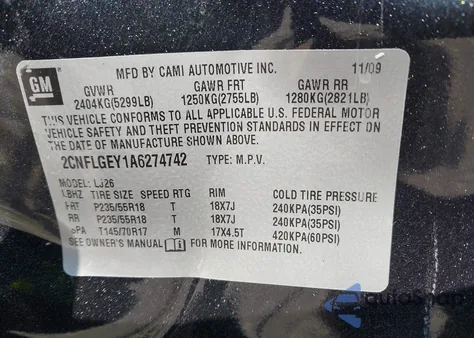 GM
MFD BY CAMI AUTOMOTIVE INC.
11/09
GVWR GAWR FRT GAWR RR
2404KG(5299LB) 1250KG(2755LB) 1280KG(2821LB)
THIS VEHICLE CONFORMS TO ALL APPLICABLE U.S. FEDERAL MOTOR
VEHICLE SAFETY AND THEFT PREVENTION STANDARDS IN EFFECT ON
THE DATE OF MANUFACTURE SHOWN ABOVE.
2CNFLGEY1A6274742 TYPE: M.P.V.
MODEL: LJ26
LBHZ TIRE SIZE SPEED RTG RIM COLD TIRE PRESSURE
FRT P235/55R18 T 18X7J 240KPA(35PSI)
RR P235/55R18 T 18X7J 240KPA(35PSI)
SPA T145/70R17 M 17X4.5T 420KPA(60PSI)
SEE OWNER'S MANUAL FOR MORE INFORMATION.